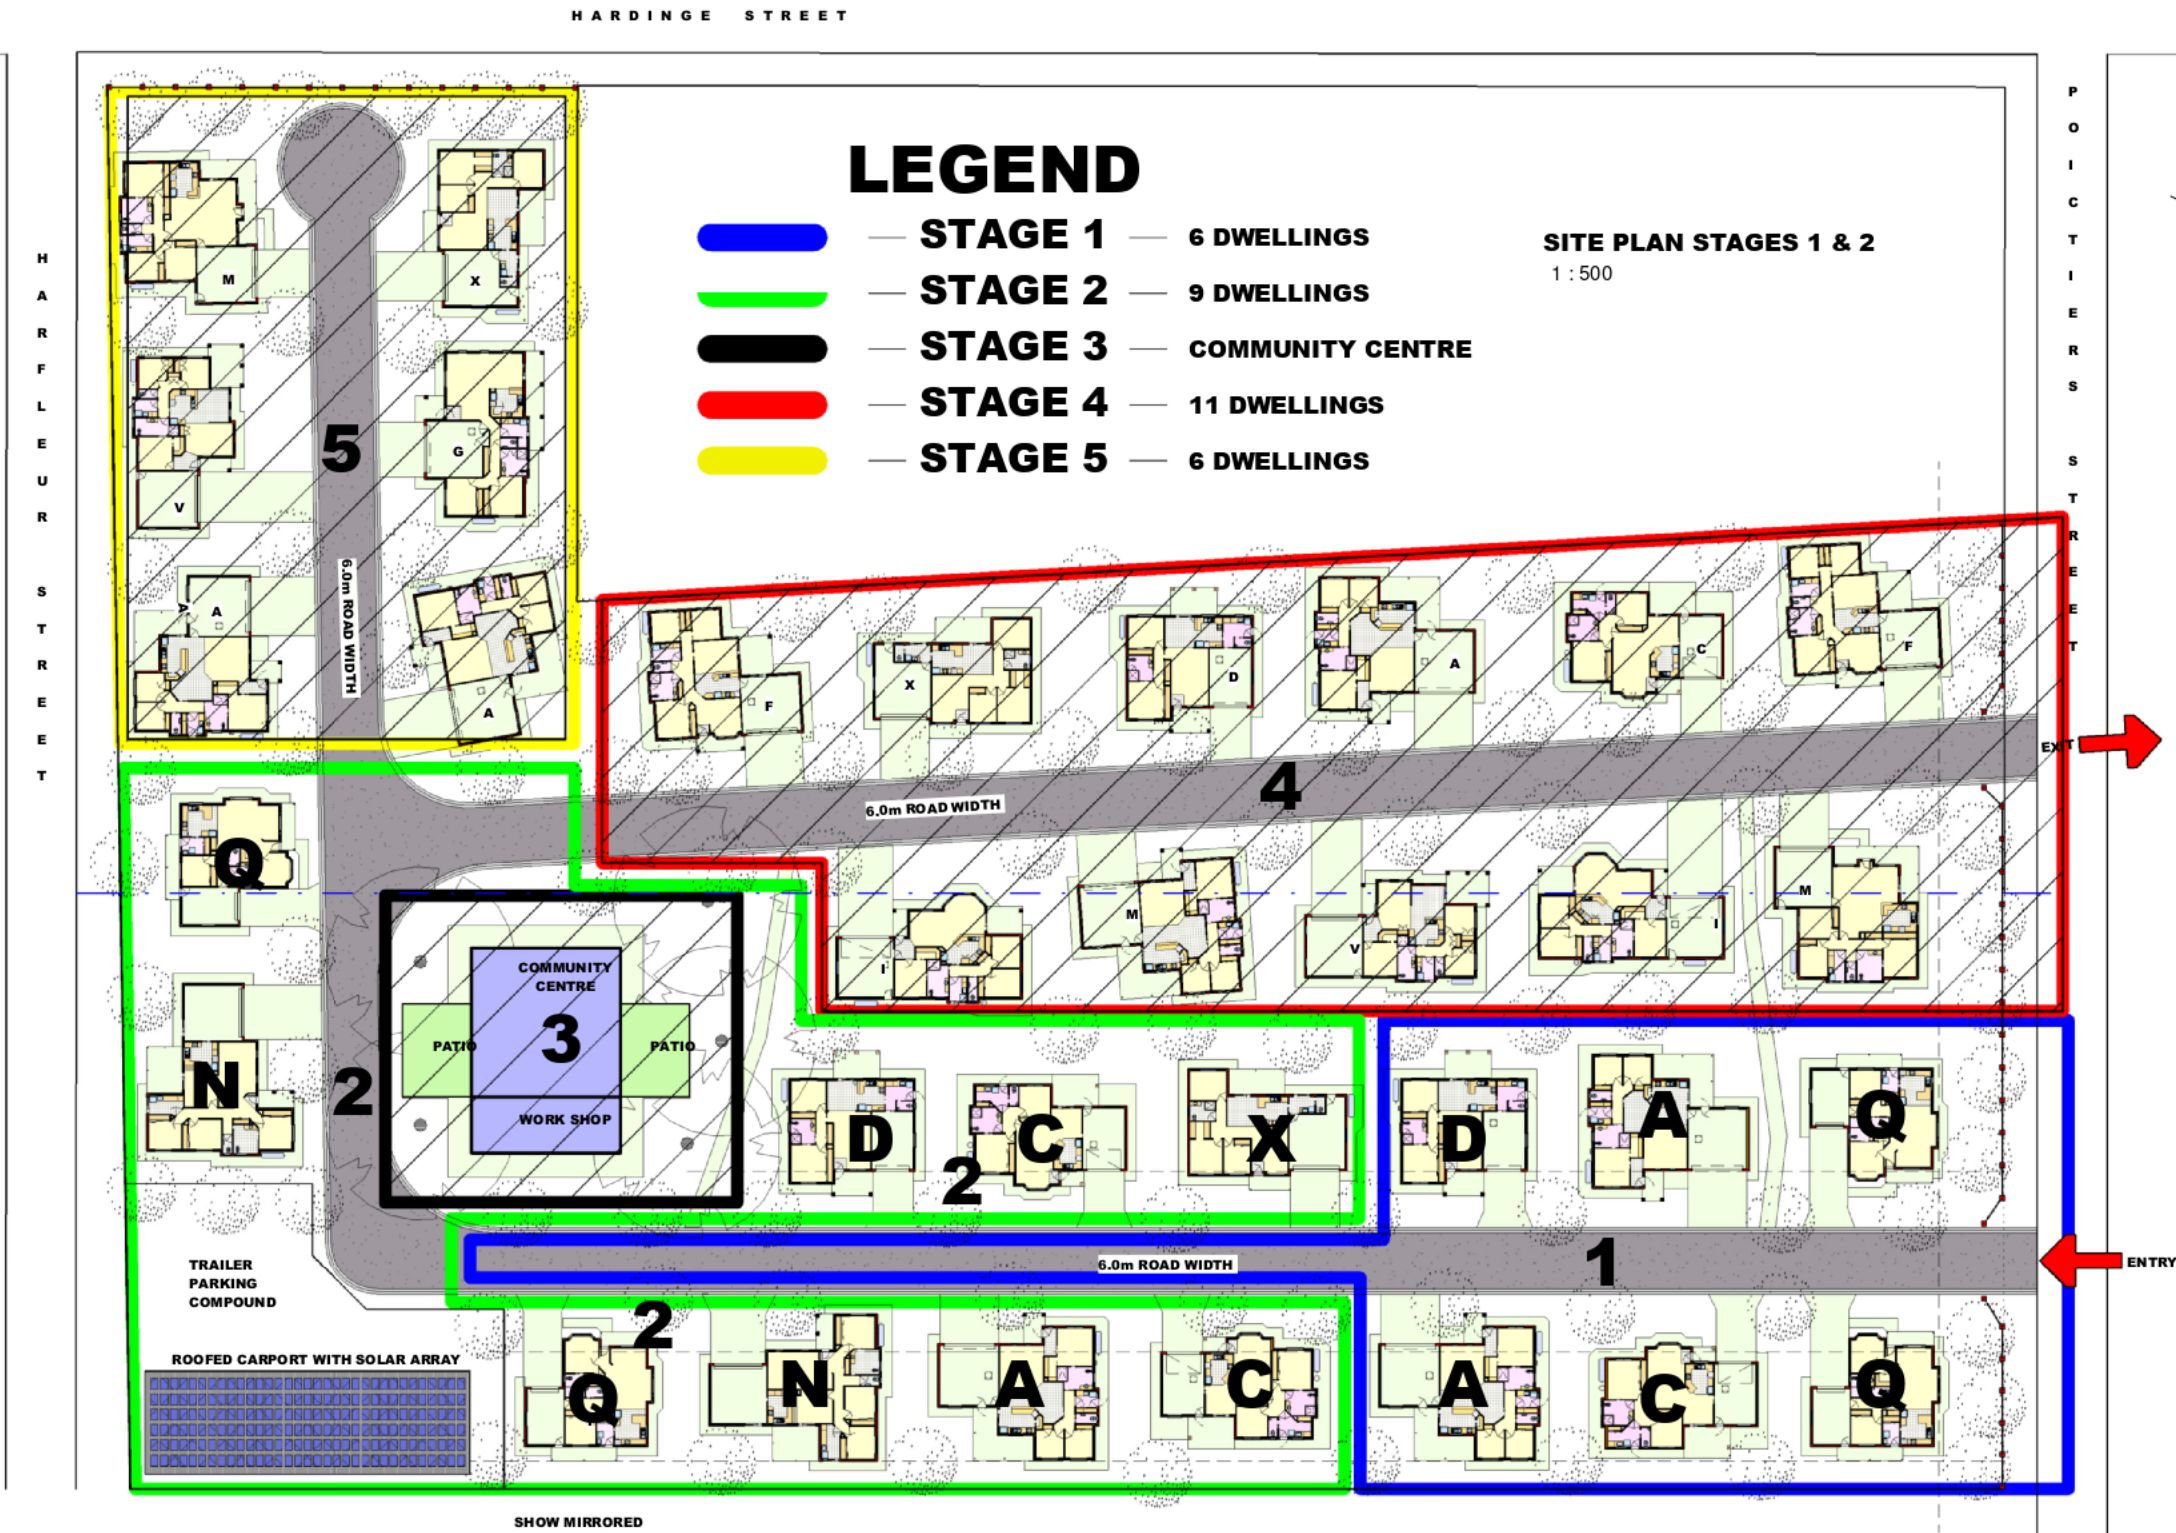 HARDINGE STREET
HARFLEUR STREET
POICTIERS STREET
LEGEND
STAGE 1 — 6 DWELLINGS
STAGE 2 — 9 DWELLINGS
STAGE 3 — COMMUNITY CENTRE
STAGE 4 — 11 DWELLINGS
STAGE 5 — 6 DWELLINGS
SITE PLAN STAGES 1 & 2
1 : 500
M
X
5
G
V
6.0m ROAD WIDTH
A
A
A
F
X
D
A
C
F
EXIT
4
6.0m ROAD WIDTH
Q
I
M
V
I
M
COMMUNITY
CENTRE
3
PATIO
PATIO
WORK SHOP
N
2
D
C
X
2
D
A
Q
6.0m ROAD WIDTH
1
ENTRY
TRAILER
PARKING
COMPOUND
2
ROOFED CARPORT WITH SOLAR ARRAY
Q
N
A
C
A
C
Q
SHOW MIRRORED